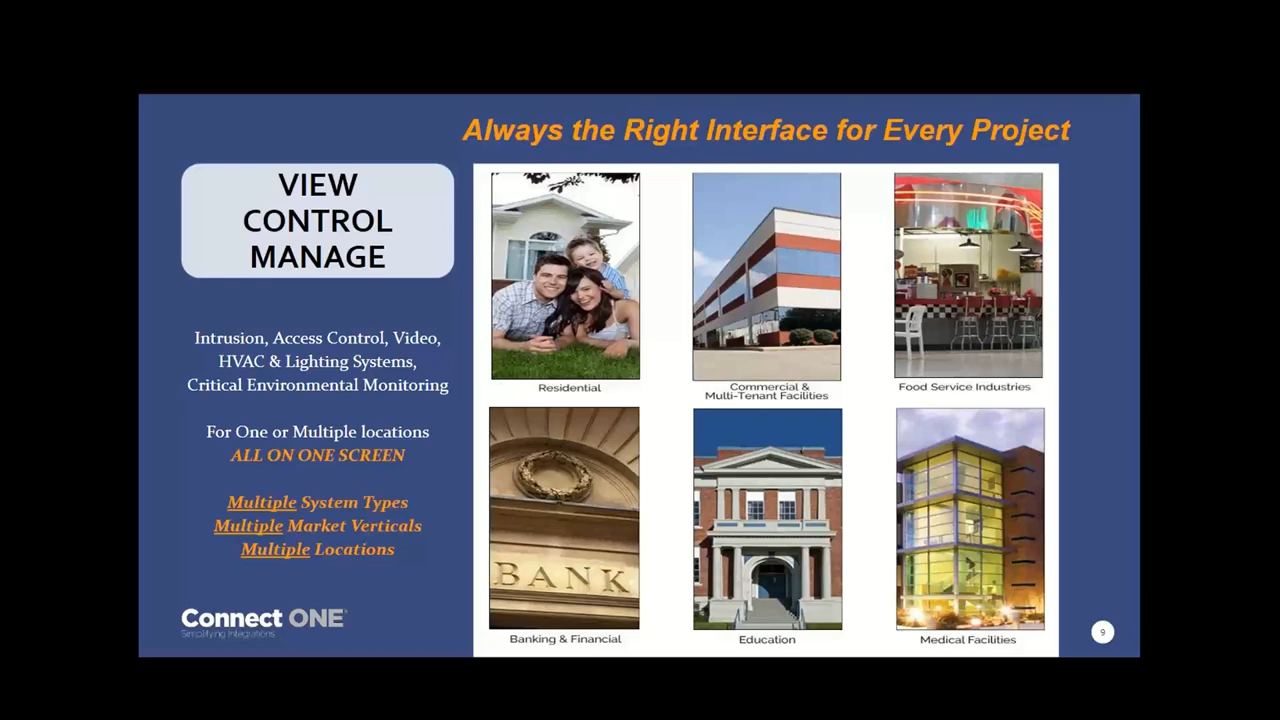 Always the Right Interface for Every Project
VIEW
CONTROL
MANAGE
Intrusion, Access Control, Video,
HVAC & Lighting Systems,
Critical Environmental Monitoring
For One or Multiple locations
ALL ON ONE SCREEN
Multiple System Types
Multiple Market Verticals
Multiple Locations
Connect ONE
Simplifying Integrations
Residential
Commercial &
Multi-Tenant Facilities
Food Service Industries
BANK
Banking & Financial
Education
Medical Facilities
9